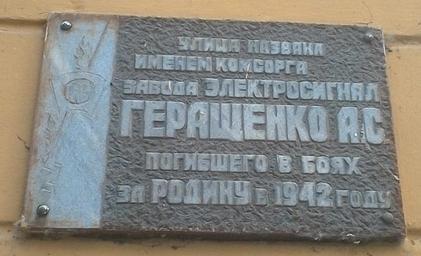 УЛИЦА НАЗВАНА
ИМЕНЕМ КОМСОРГА
ЗАВОДА ЭЛЕКТРОСИГНАЛ
ГЕРАЩЕНКО А.С
ПОГИБШЕГО В БОЯХ
ЗА РОДИНУ В 1942 ГОДУ